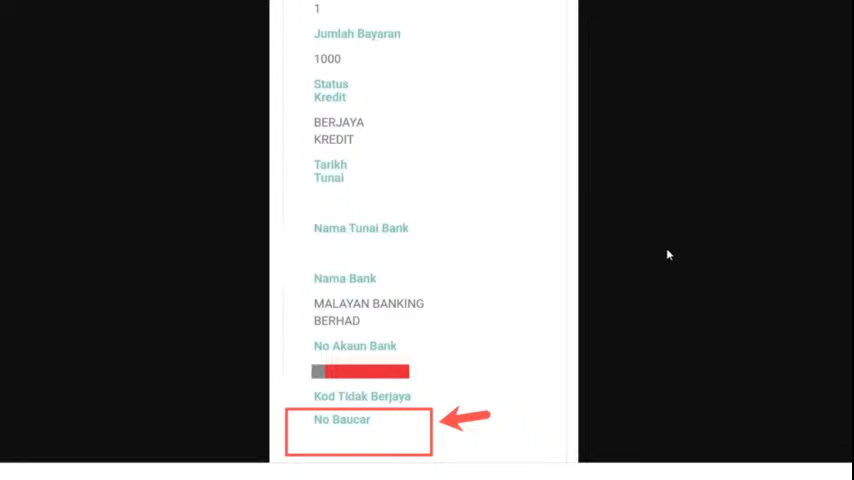 1
Jumlah Bayaran
1000
Status
Kredit
BERJAYA
KREDIT
Tarikh
Tunai
Nama Tunai Bank
Nama Bank
MALAYAN BANKING
BERHAD
No Akaun Bank
Kod Tidak Berjaya
No Baucar